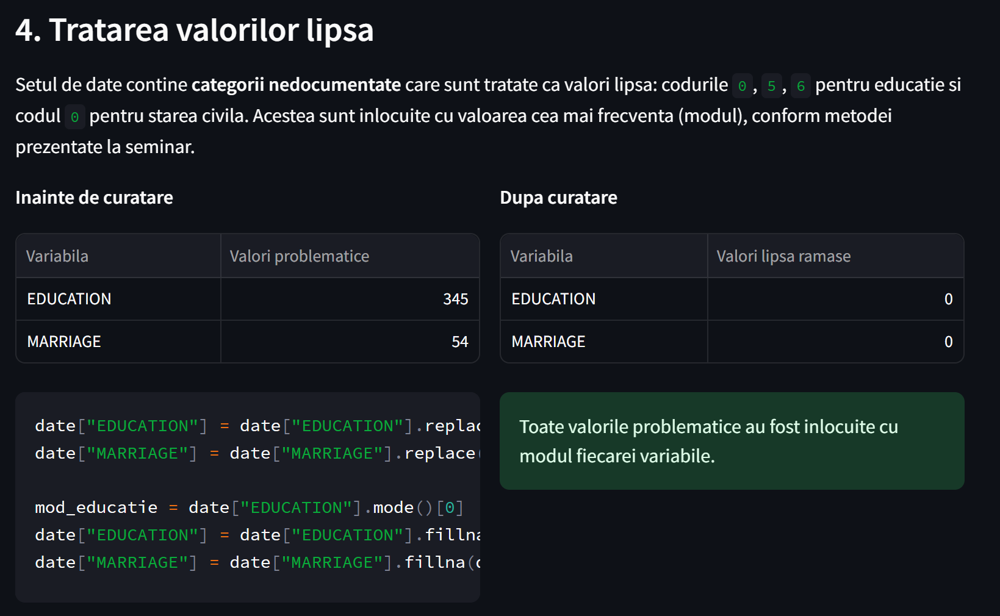 4. Tratarea valorilor lipsa
Setul de date contine categorii nedocumentate care sunt tratate ca valori lipsa: codurile 0, 5, 6 pentru educatie si
codul 0 pentru starea civila. Acestea sunt inlocuite cu valoarea cea mai frecventa (modul), conform metodei
prezentate la seminar.
Inainte de curatare
Variabila Valori problematice
EDUCATION 345
MARRIAGE 54
date["EDUCATION"] = date["EDUCATION"].replac
date["MARRIAGE"] = date["MARRIAGE"].replace(
mod_educatie = date["EDUCATION"].mode()[0]
date["EDUCATION"] = date["EDUCATION"].fillna
date["MARRIAGE"] = date["MARRIAGE"].fillna(
Dupa curatare
Variabila Valori lipsa ramase
EDUCATION 0
MARRIAGE 0
Toate valorile problematice au fost inlocuite cu
modul fiecarei variabile.